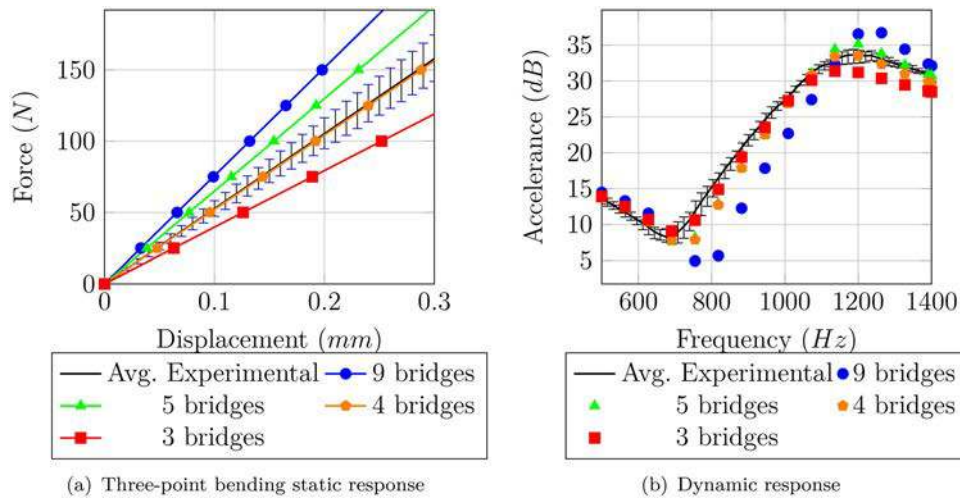 Force (N)
150
100
50
0
0
0.1
0.2
0.3
Displacement (mm)
Avg. Experimental
9 bridges
5 bridges
4 bridges
3 bridges
(a) Three-point bending static response
Accelerance (dB)
35
30
25
20
15
10
5
600
800
1000
1200
1400
Frequency (Hz)
Avg. Experimental
9 bridges
5 bridges
4 bridges
3 bridges
(b) Dynamic response